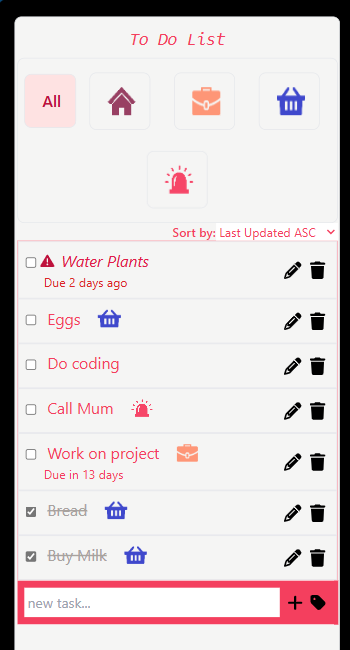 To Do List
All
Sort by: Last Updated ASC
Water Plants
Due 2 days ago
Eggs
Do coding
Call Mum
Work on project
Due in 13 days
Bread
Buy Milk
new task...